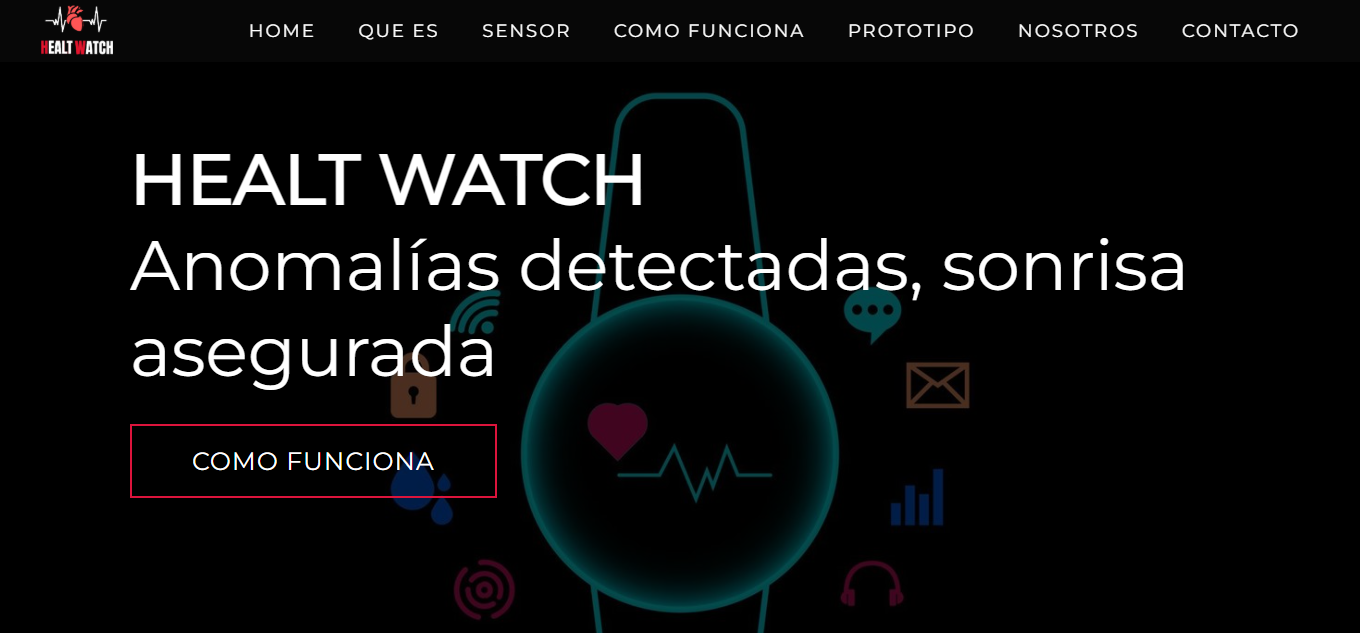 HEALT WATCH
HOME
QUE ES
SENSOR
COMO FUNCIONA
PROTOTIPO
NOSOTROS
CONTACTO
HEALT WATCH
Anomalías detectadas, sonrisa
asegurada
COMO FUNCIONA